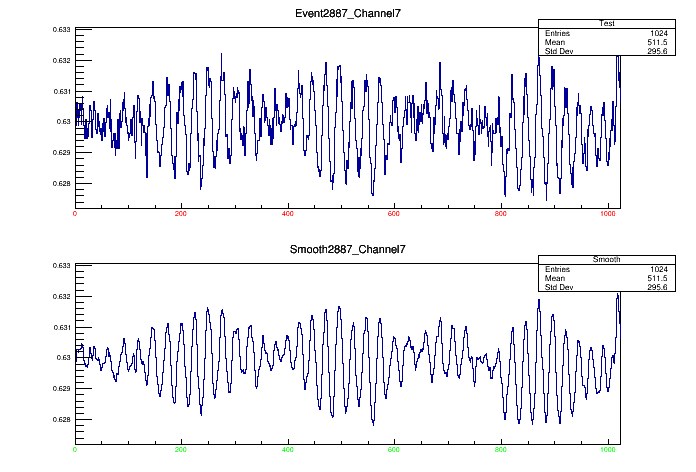 Event2887_Channel7
Test
Entries 1024
Mean 511.5
Std Dev 295.6
0.633
0.632
0.631
0.63
0.629
0.628
0 200 400 600 800 1000
Smooth2887_Channel7
Smooth
Entries 1024
Mean 511.5
Std Dev 295.6
0.633
0.632
0.631
0.63
0.629
0.628
0 200 400 600 800 1000